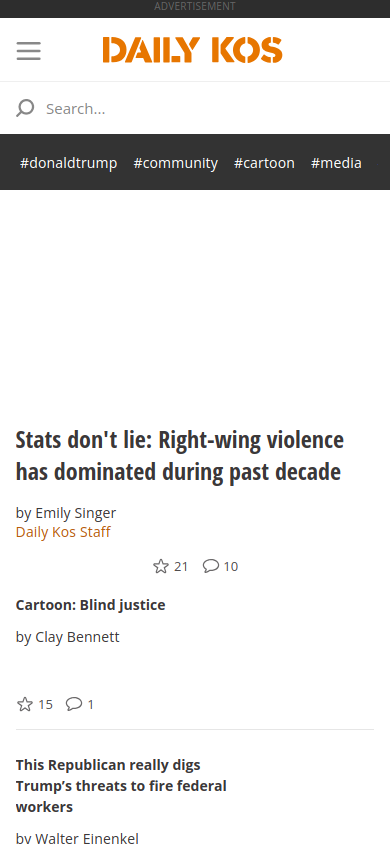 ADVERTISEMENT
DAILY KOS
Search...
#donaldtrump #community #cartoon #media
Stats don't lie: Right-wing violence
has dominated during past decade
by Emily Singer
Daily Kos Staff
21 10
Cartoon: Blind justice
by Clay Bennett
15 1
This Republican really digs
Trump’s threats to fire federal
workers
by Walter Einenkel